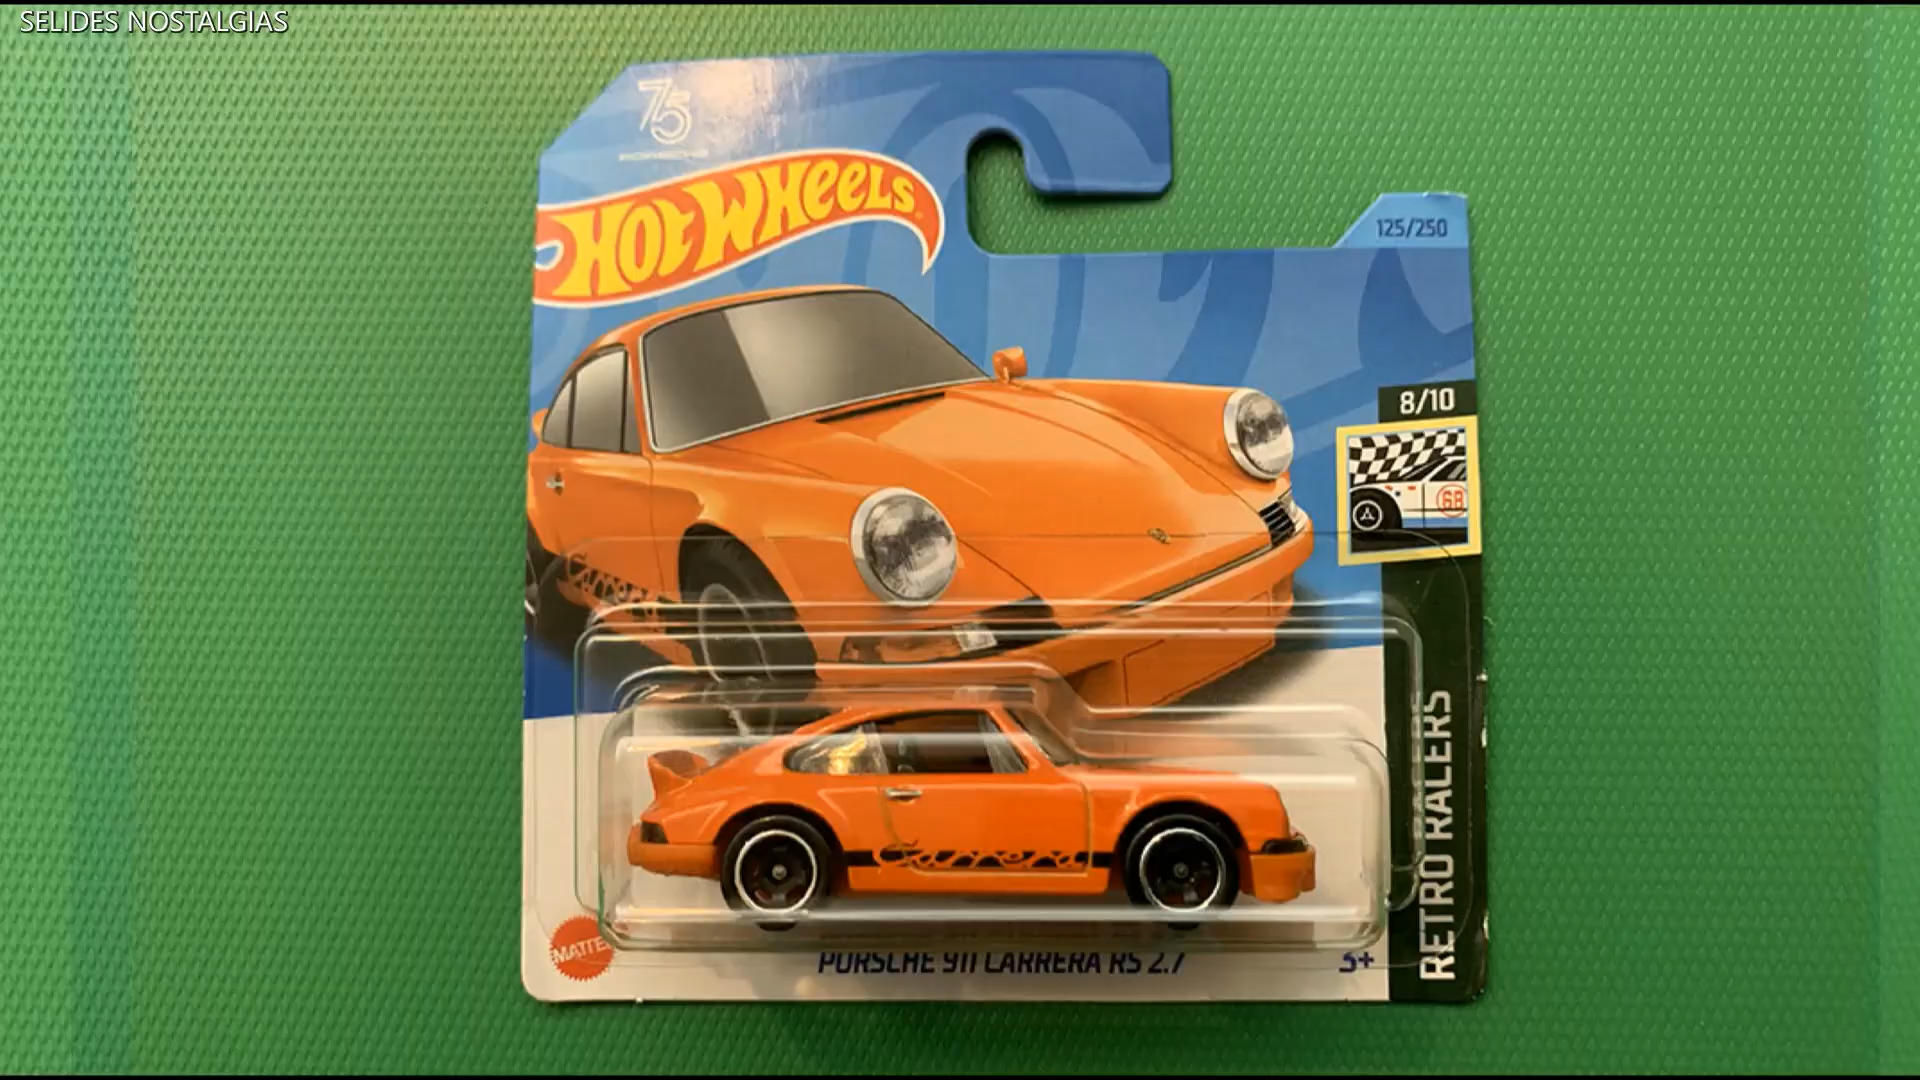 SELIDES NOSTALGIAS
75
HOT WHEELS
125/250
8/10
68
Carrera
Carrera
RETRO RACERS
MATTEL
PORSCHE 911 CARRERA RS 2.7
3+